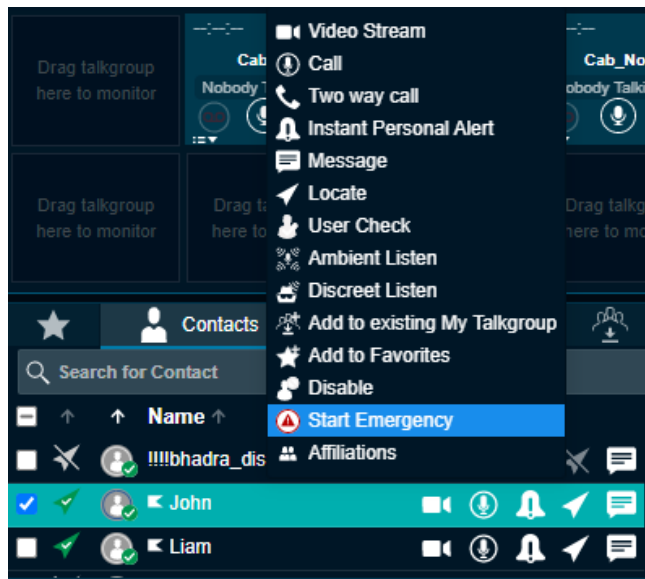 --:--:--
Drag talkgroup
here to monitor
Cab
Nobody
Video Stream
Call
Two way call
Instant Personal Alert
Message
Locate
User Check
Ambient Listen
Discreet Listen
Add to existing My Talkgroup
Add to Favorites
Disable
Start Emergency
Affiliations
--:--
Cab_No
obody Talki
Drag talkgroup
here to monitor
Drag ta
here to
Drag talkg
here to mo
Contacts
Search for Contact
Name
!!!!bhadra_dis
John
Liam